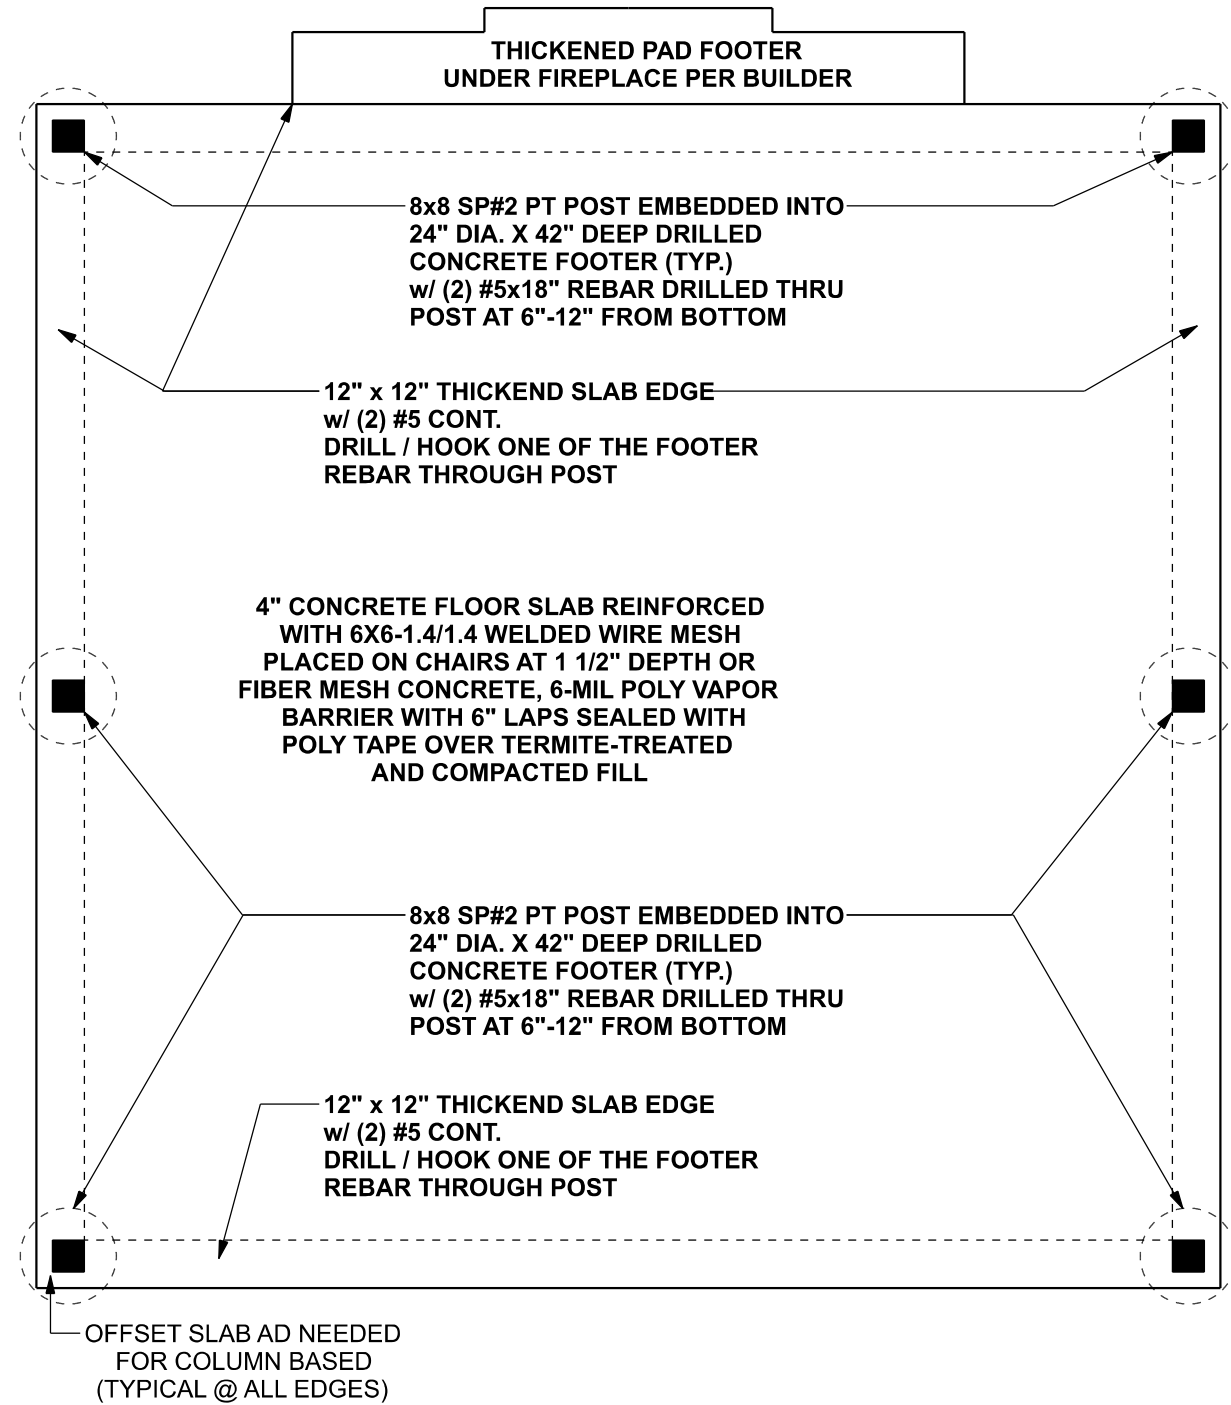 THICKENED PAD FOOTER
UNDER FIREPLACE PER BUILDER
8x8 SP#2 PT POST EMBEDDED INTO
24" DIA. X 42" DEEP DRILLED
CONCRETE FOOTER (TYP.)
w/ (2) #5x18" REBAR DRILLED THRU
POST AT 6"-12" FROM BOTTOM
12" x 12" THICKEND SLAB EDGE
w/ (2) #5 CONT.
DRILL / HOOK ONE OF THE FOOTER
REBAR THROUGH POST
4" CONCRETE FLOOR SLAB REINFORCED
WITH 6X6-1.4/1.4 WELDED WIRE MESH
PLACED ON CHAIRS AT 1 1/2" DEPTH OR
FIBER MESH CONCRETE, 6-MIL POLY VAPOR
BARRIER WITH 6" LAPS SEALED WITH
POLY TAPE OVER TERMITE-TREATED
AND COMPACTED FILL
8x8 SP#2 PT POST EMBEDDED INTO
24" DIA. X 42" DEEP DRILLED
CONCRETE FOOTER (TYP.)
w/ (2) #5x18" REBAR DRILLED THRU
POST AT 6"-12" FROM BOTTOM
12" x 12" THICKEND SLAB EDGE
w/ (2) #5 CONT.
DRILL / HOOK ONE OF THE FOOTER
REBAR THROUGH POST
OFFSET SLAB AD NEEDED
FOR COLUMN BASED
(TYPICAL @ ALL EDGES)